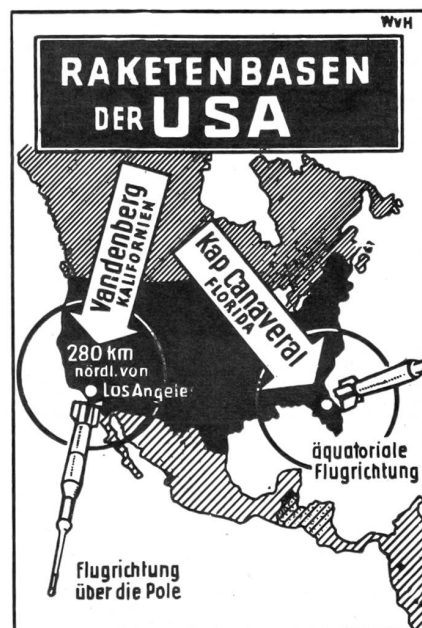 WvH
RAKETENBASEN
DER USA
Vandenberg
KALIFORNIEN
Kap Canaveral
FLORIDA
280 km
nördl. von
Los Angele
äquatoriale
Flugrichtung
Flugrichtung
über die Pole